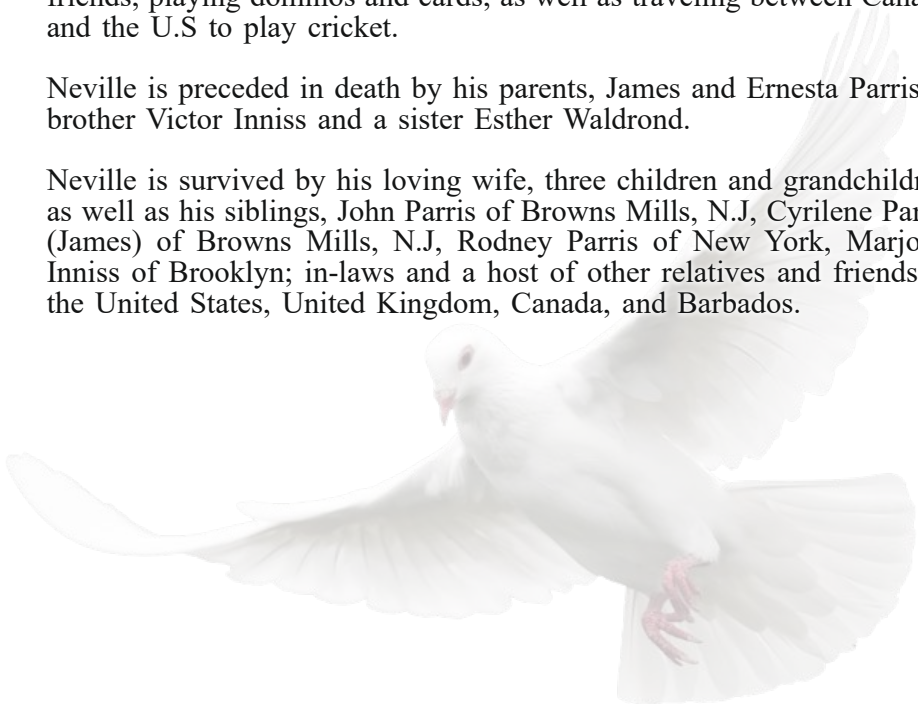 friends, playing dominos and cards, as well as traveling between
and the U.S to play cricket.
Neville is preceded in death by his parents, James and Ernesta Parris
brother Victor Inniss and a sister Esther Waldrond.
Neville is survived by his loving wife, three children and
as well as his siblings, John Parris of Browns Mills, N.J, Cyrilene
(James) of Browns Mills, N.J, Rodney Parris of New York,
Inniss of Brooklyn; in-laws and a host of other relatives and friends
the United States, United Kingdom, Canada, and Barbados.